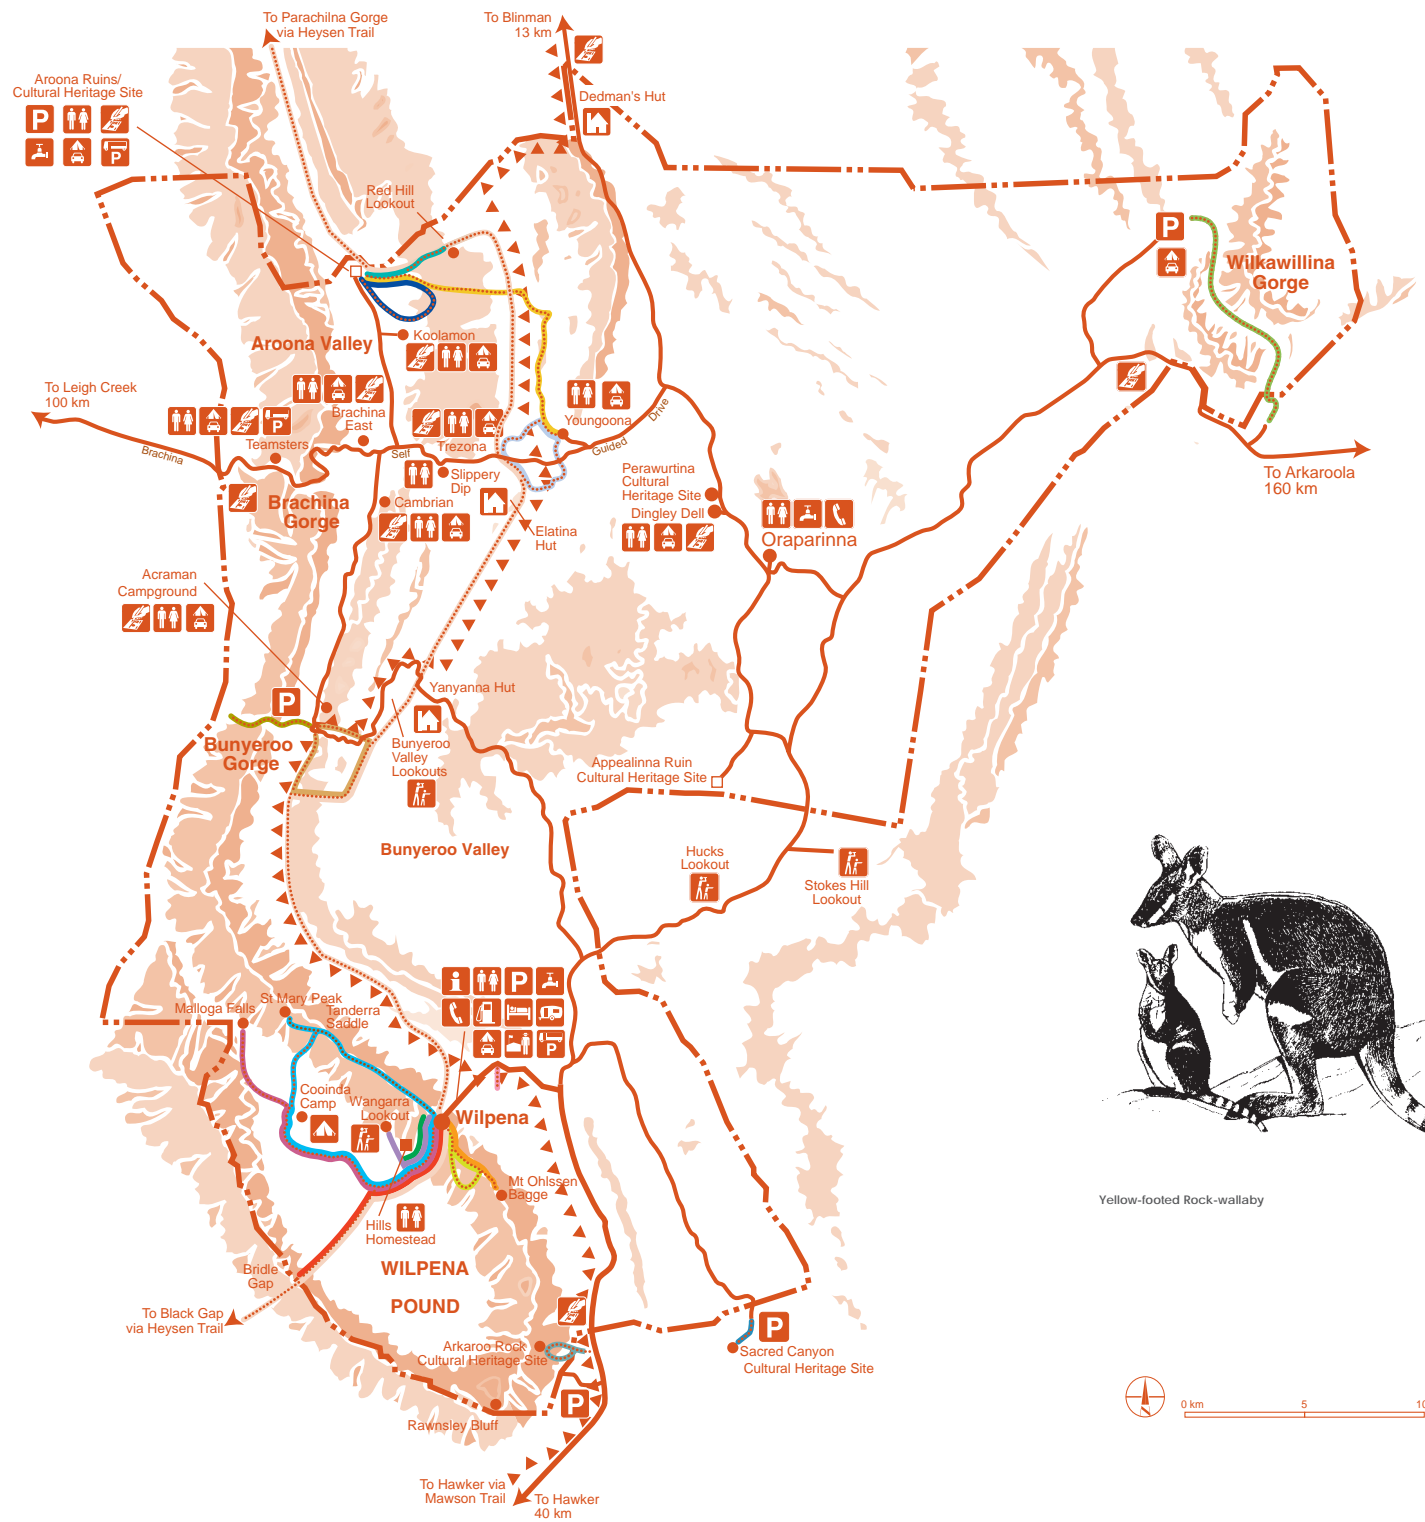 To Parachilna Gorge
via Heysen Trail
To Blinman
13 km
Aroona Ruins/
Cultural Heritage Site
P
P
Dedman's Hut
Red Hill
Lookout
P
Wilkawillina
Gorge
Aroona Valley
Koolamon
To Leigh Creek
100 km
Brachina
East
P
Teamsters
Trezona
Youngoona
Drive
Guided
Self
Brachina
Slippery
Dip
Perawurtina
Cultural
Heritage Site
Dingley Dell
To Arkaroola
160 km
Brachina
Gorge
Cambrian
Elatina
Hut
Oraparinna
Acraman
Campground
Yanyanna Hut
P
Bunyeroo
Gorge
Bunyeroo
Valley
Lookouts
Appealinna Ruin
Cultural Heritage Site
Bunyeroo Valley
Hucks
Lookout
Stokes Hill
Lookout
i
P
P
Malloga Falls
St Mary Peak
Tanderra
Saddle
Cooinda
Camp
Wangarra
Lookout
Wilpena
Mt Ohlssen
Bagge
Yellow-footed Rock-wallaby
Hills
Homestead
Bridle
Gap
WILPENA
POUND
To Black Gap
via Heysen Trail
P
Arkaroo Rock
Cultural Heritage Site
Sacred Canyon
Cultural Heritage Site
P
Rawnsley Bluff
N
0 km
5
10
To Hawker via
Mawson Trail
To Hawker
40 km